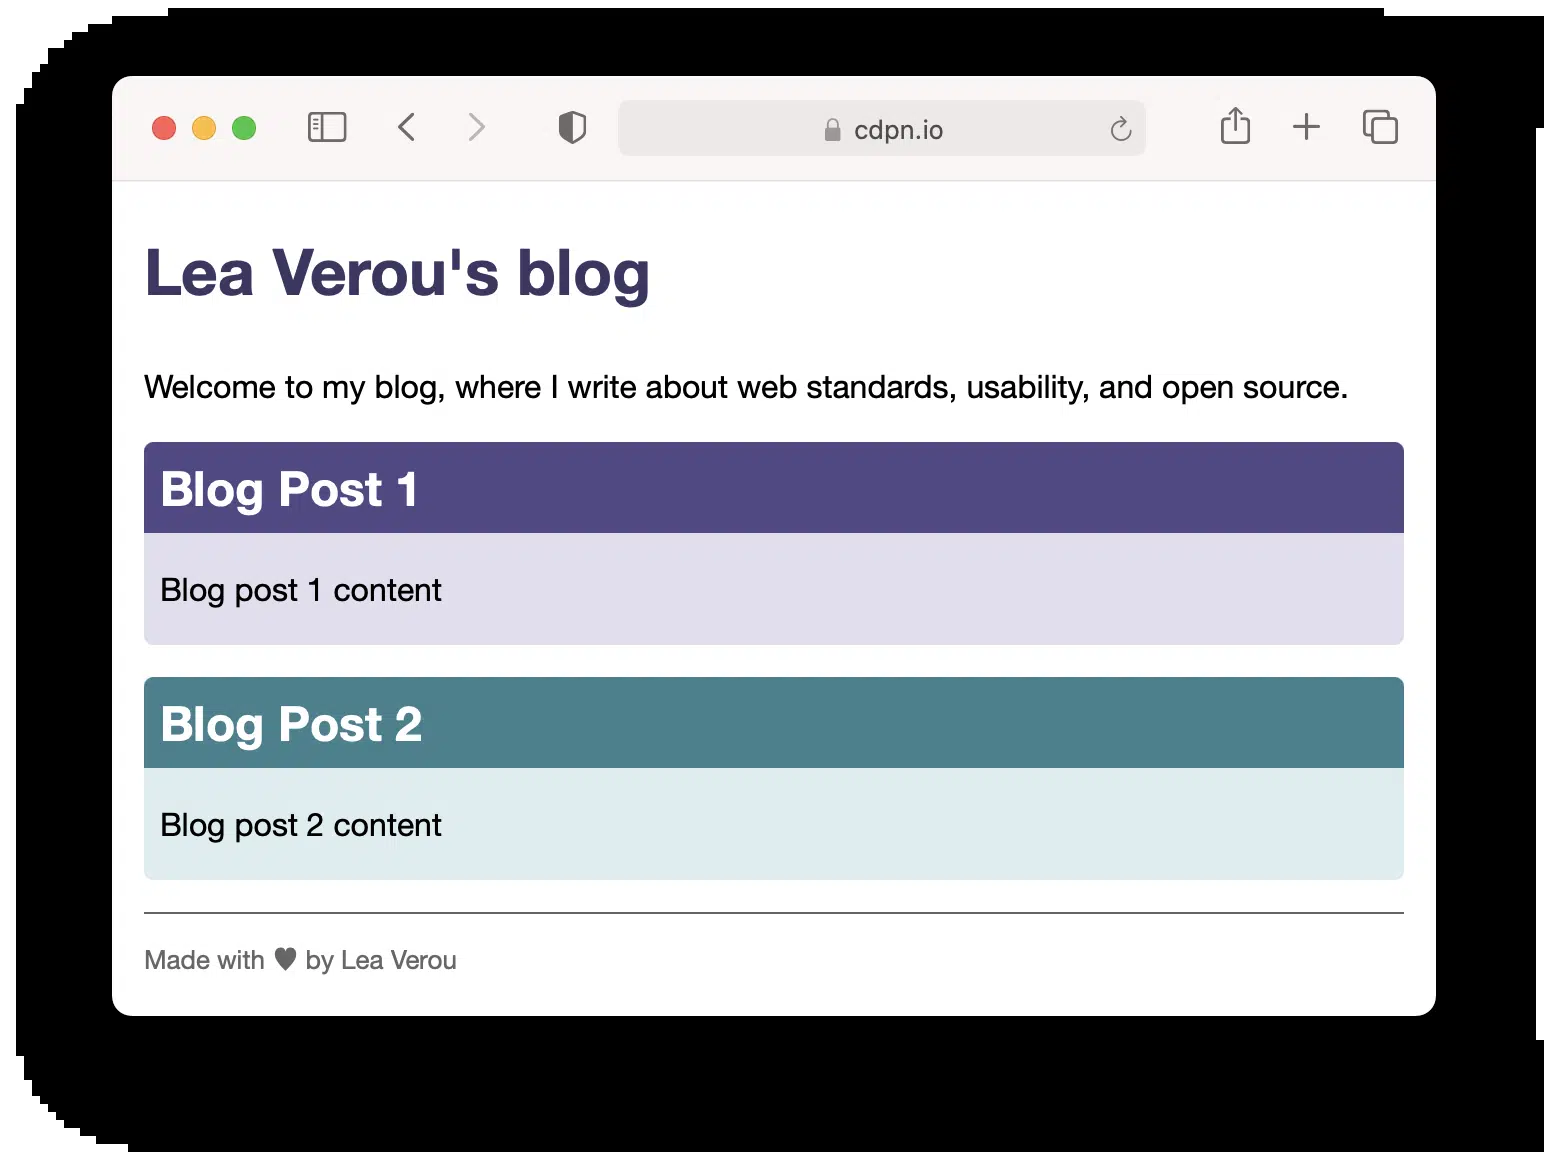 cdpn.io
Lea Verou's blog
Welcome to my blog, where I write about web standards, usability, and open source.
Blog Post 1
Blog post 1 content
Blog Post 2
Blog post 2 content
Made with ♥ by Lea Verou